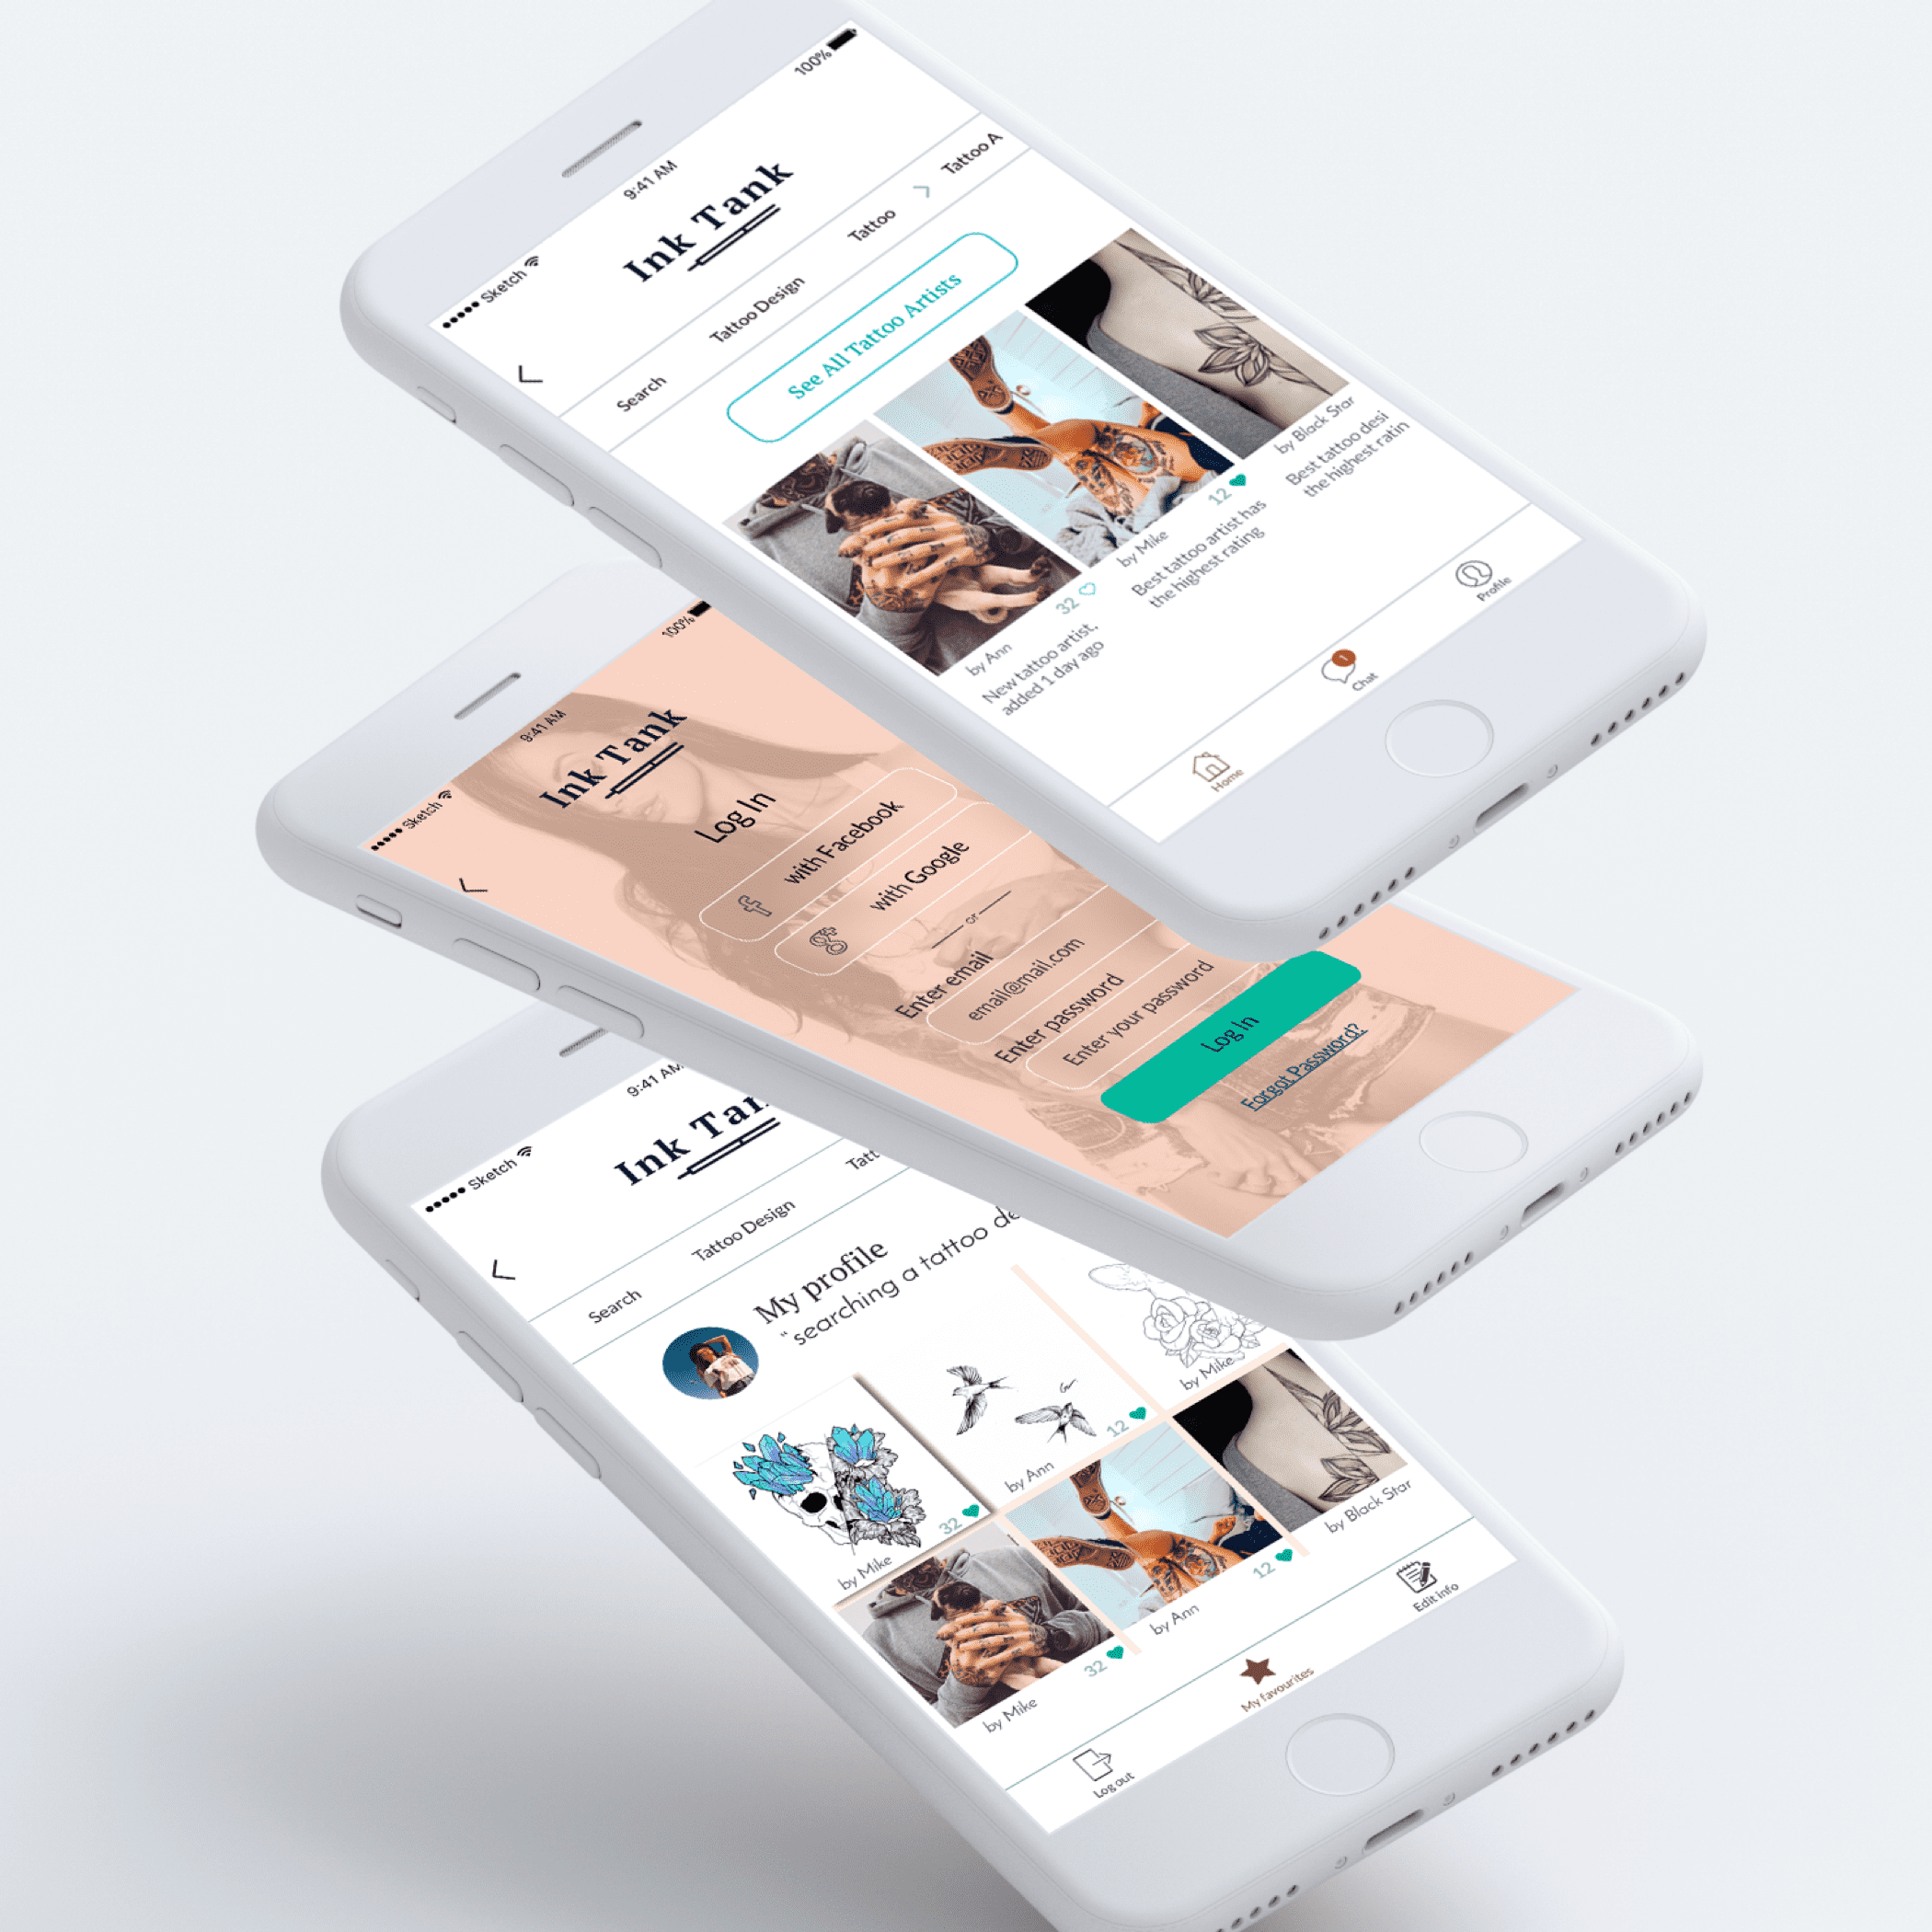 ●●●●● Sketch
9:41 AM
100%
Ink Tank
Search
Tattoo Design
Tattoo
Tattoo A
See All Tattoo Artists
32
by Ann
New tattoo artist,
added 1 day ago
12
by Mike
Best tattoo artist has
the highest rating
by Black Star
Best tattoo desi
the highest ratin
Home
1
Chat
Profile
●●●●● Sketch
9:41 AM
100%
Ink Tank
Log In
f with Facebook
g+ with Google
or
Enter email
email@mail.com
Enter password
Enter your password
Log In
Forgot Password?
●●●●● Sketch
9:41 AM
Ink Tan
Search
Tattoo Design
Tatt
My profile
“ searching a tattoo de
32
by Mike
12
by Ann
by Mike
32
by Mike
12
by Ann
by Black Star
Log out
My favourites
Edit info